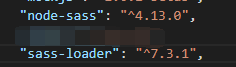 "node-sass": "^4.13.0",
"sass-loader": "^7.3.1",